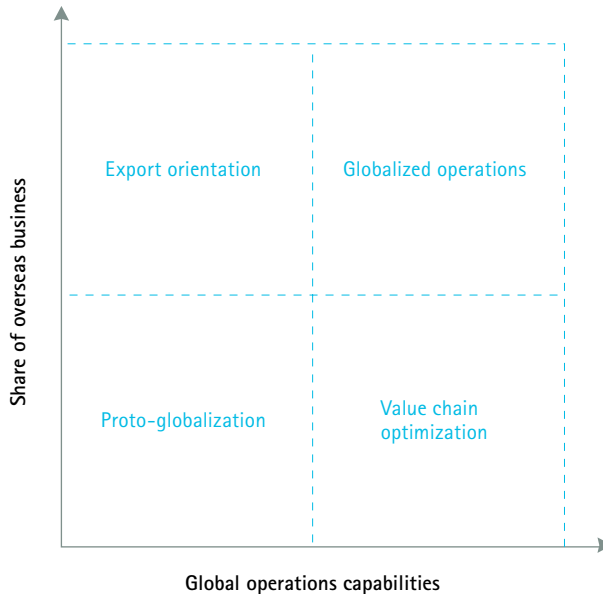 Share of overseas business
Export orientation
Globalized operations
Proto-globalization
Value chain
optimization
Global operations capabilities